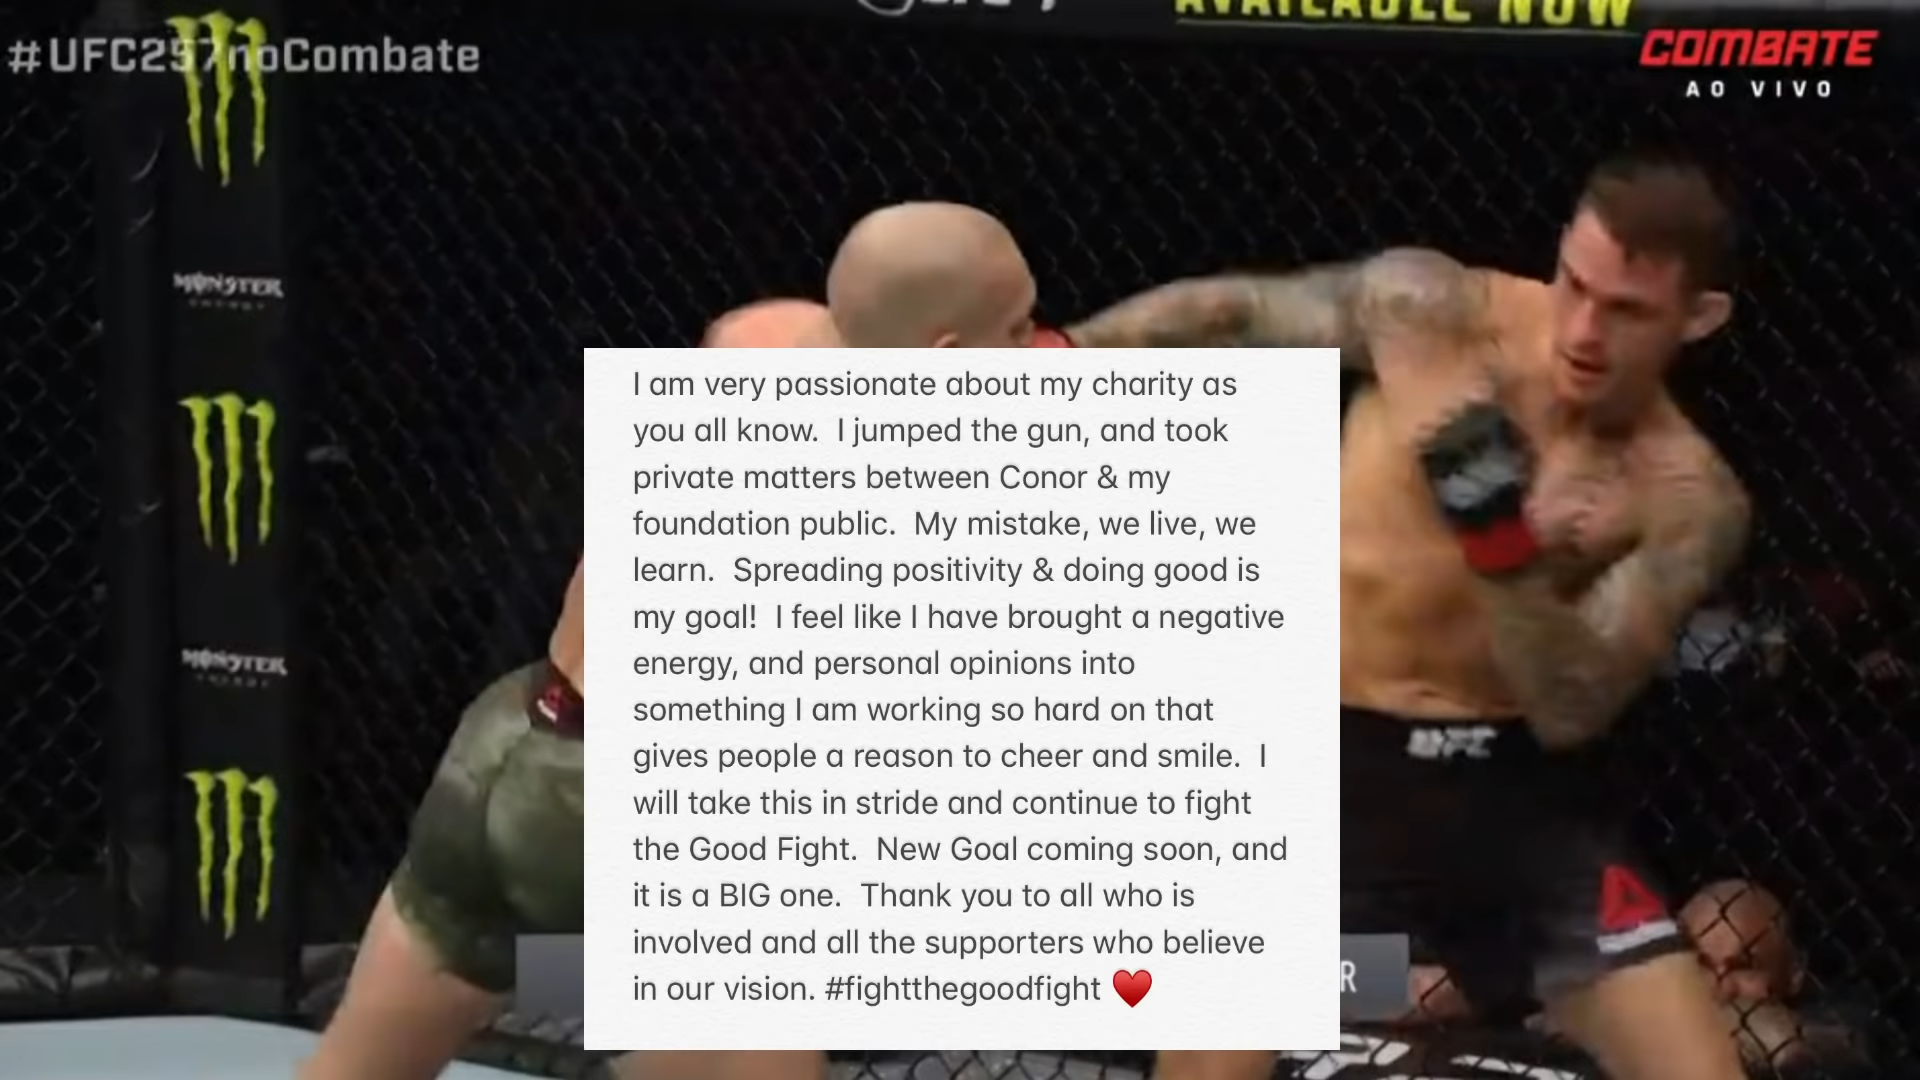 AVAILABLE NOW
#UFC257noCombate
COMBATE
AO VIVO
MONSTER
ENERGY
MONSTER
ENERGY
I am very passionate about my charity as
you all know.  I jumped the gun, and took
private matters between Conor & my
foundation public.  My mistake, we live, we
learn.  Spreading positivity & doing good is
my goal!  I feel like I have brought a negative
energy, and personal opinions into
something I am working so hard on that
gives people a reason to cheer and smile.  I
will take this in stride and continue to fight
the Good Fight.  New Goal coming soon, and
it is a BIG one.  Thank you to all who is
involved and all the supporters who believe
in our vision. #fightthegoodfight ❤️
UFC
R